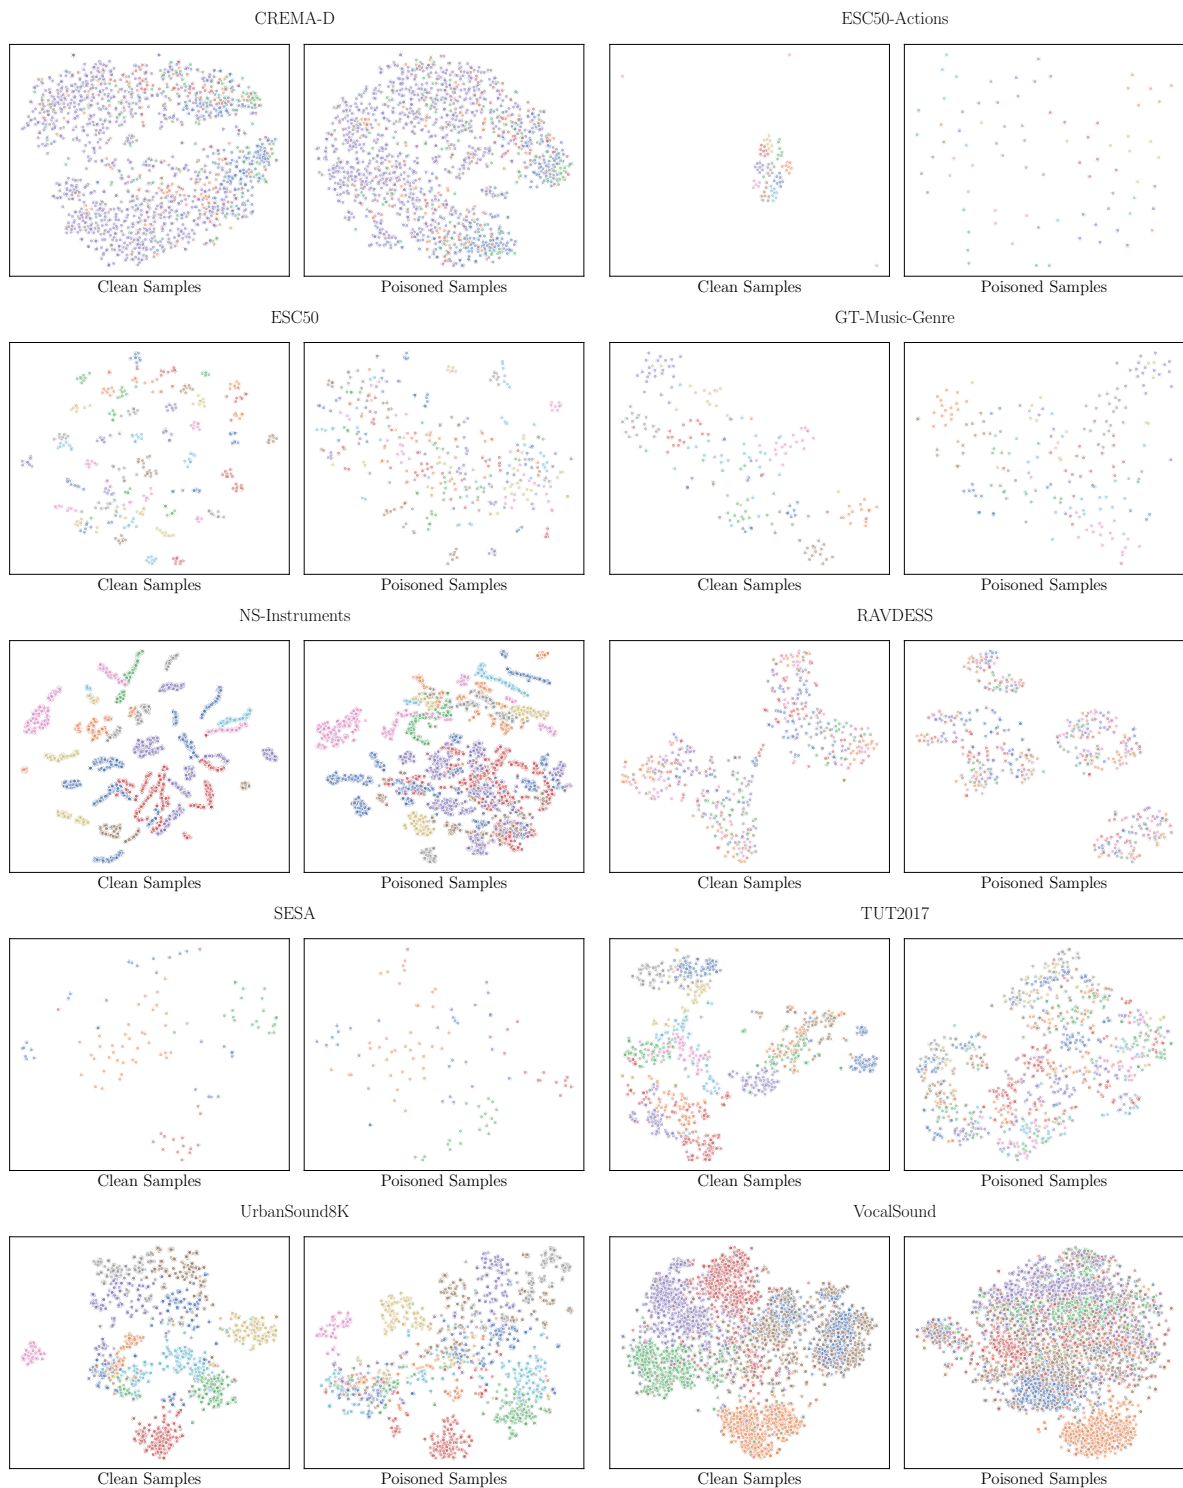 CREMA-D
Clean Samples
Poisoned Samples
ESC50-Actions
Clean Samples
Poisoned Samples
ESC50
Clean Samples
Poisoned Samples
GT-Music-Genre
Clean Samples
Poisoned Samples
NS-Instruments
Clean Samples
Poisoned Samples
RAVDESS
Clean Samples
Poisoned Samples
SESA
Clean Samples
Poisoned Samples
TUT2017
Clean Samples
Poisoned Samples
UrbanSound8K
Clean Samples
Poisoned Samples
VocalSound
Clean Samples
Poisoned Samples